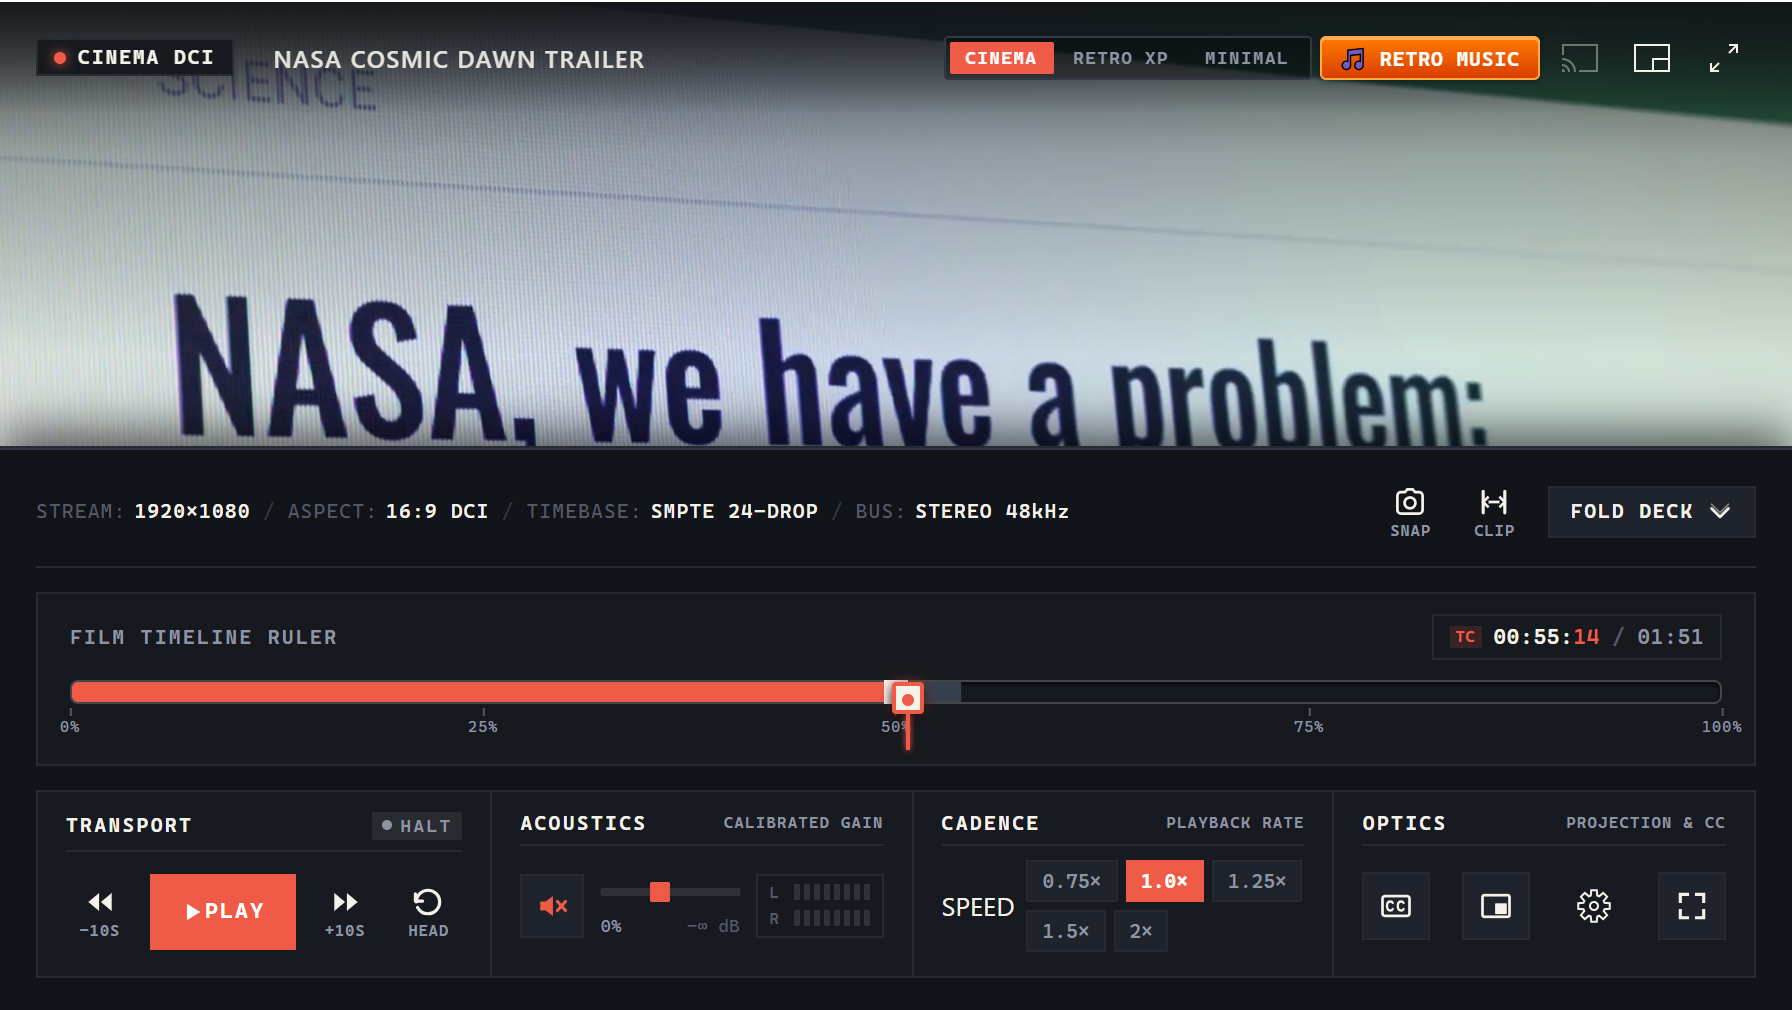 CINEMA DCI
NASA COSMIC DAWN TRAILER
CINEMA
RETRO XP
MINIMAL
RETRO MUSIC
SCIENCE
NASA, we have a problem:
STREAM: 1920×1080 / ASPECT: 16:9 DCI / TIMEBASE: SMPTE 24-DROP / BUS: STEREO 48kHz
SNAP
CLIP
FOLD DECK
FILM TIMELINE RULER
TC 00:55:14 / 01:51
0%
25%
50%
75%
100%
TRANSPORT
HALT
-10S
PLAY
+10S
HEAD
ACOUSTICS
CALIBRATED GAIN
0%
-∞ dB
L
R
CADENCE
PLAYBACK RATE
SPEED
0.75×
1.0×
1.25×
1.5×
2×
OPTICS
PROJECTION & CC
CC